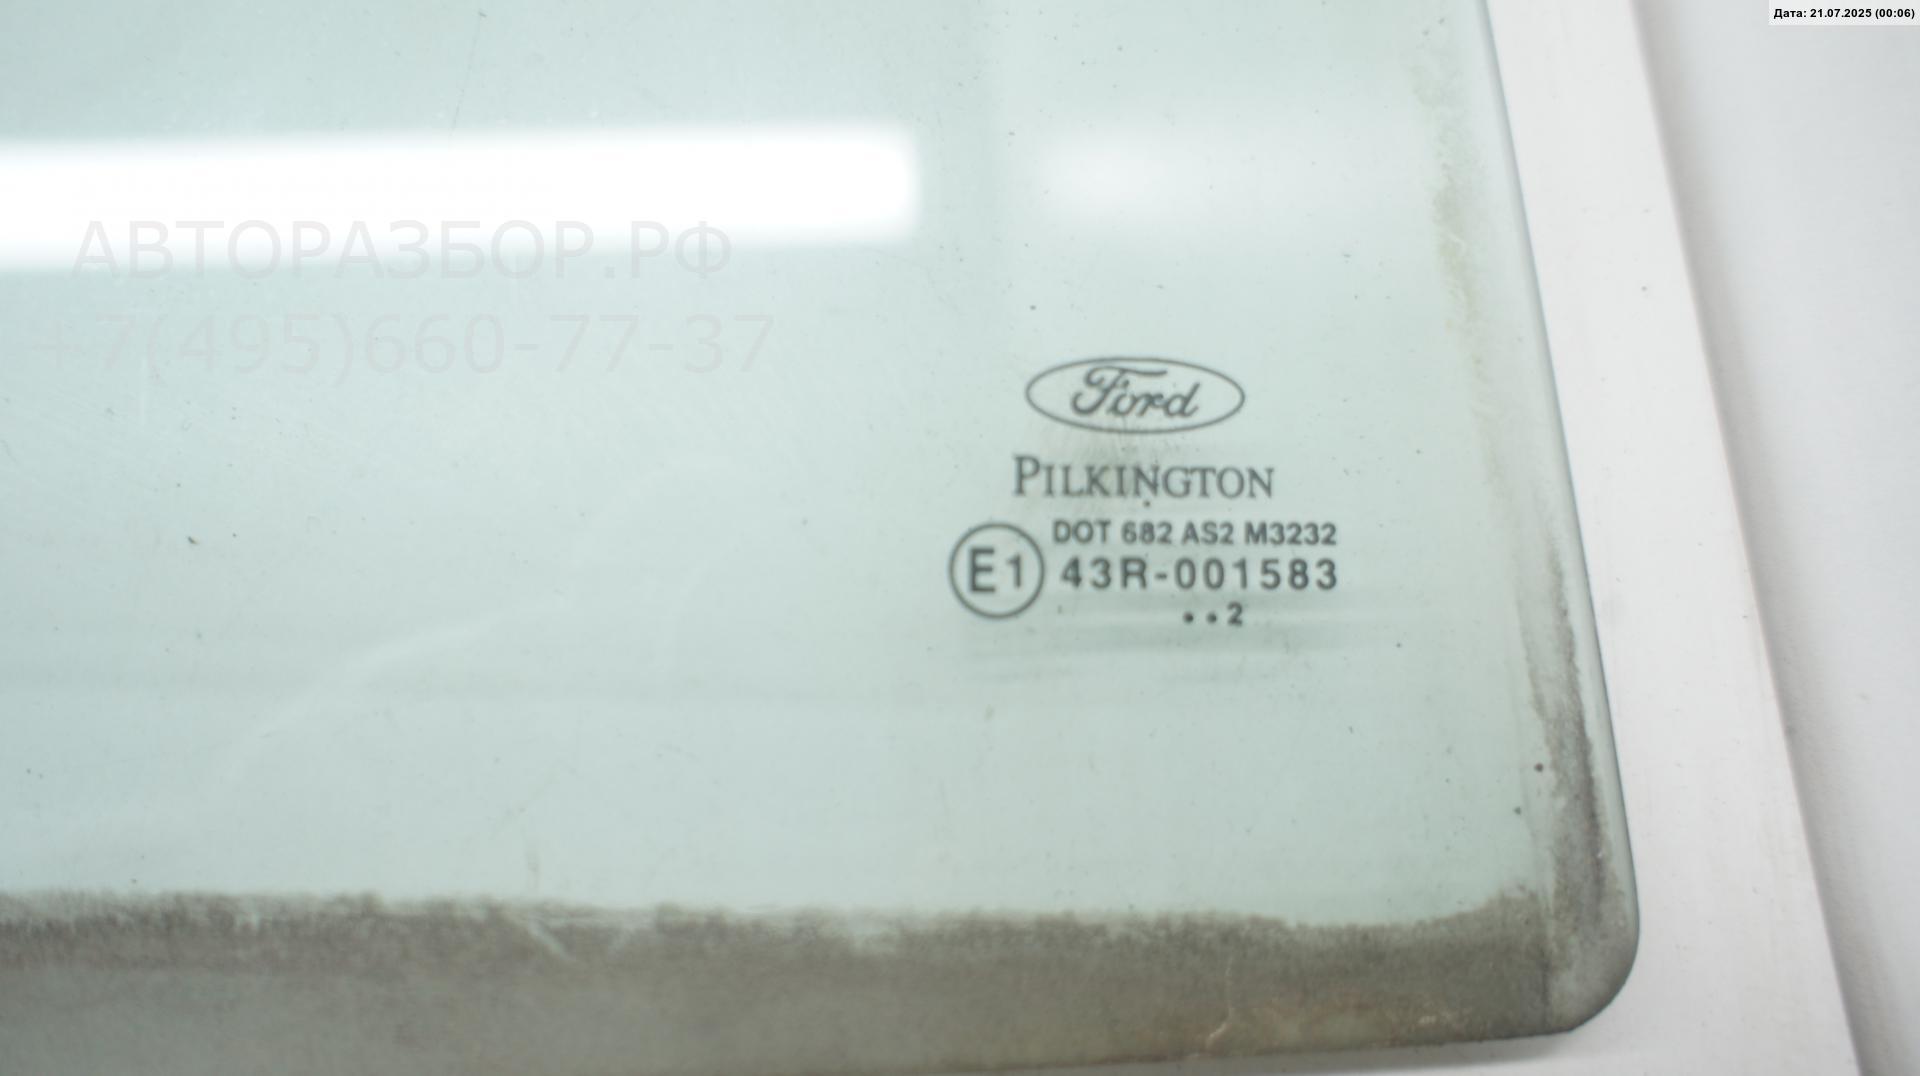 Дата: 21.07.2025 (00:06)
АВТОРАЗБОР.РФ
+7(495)660-77-37
Ford
PILKINGTON
DOT 682 AS2 M3232
E1 43R-001583
• • 2